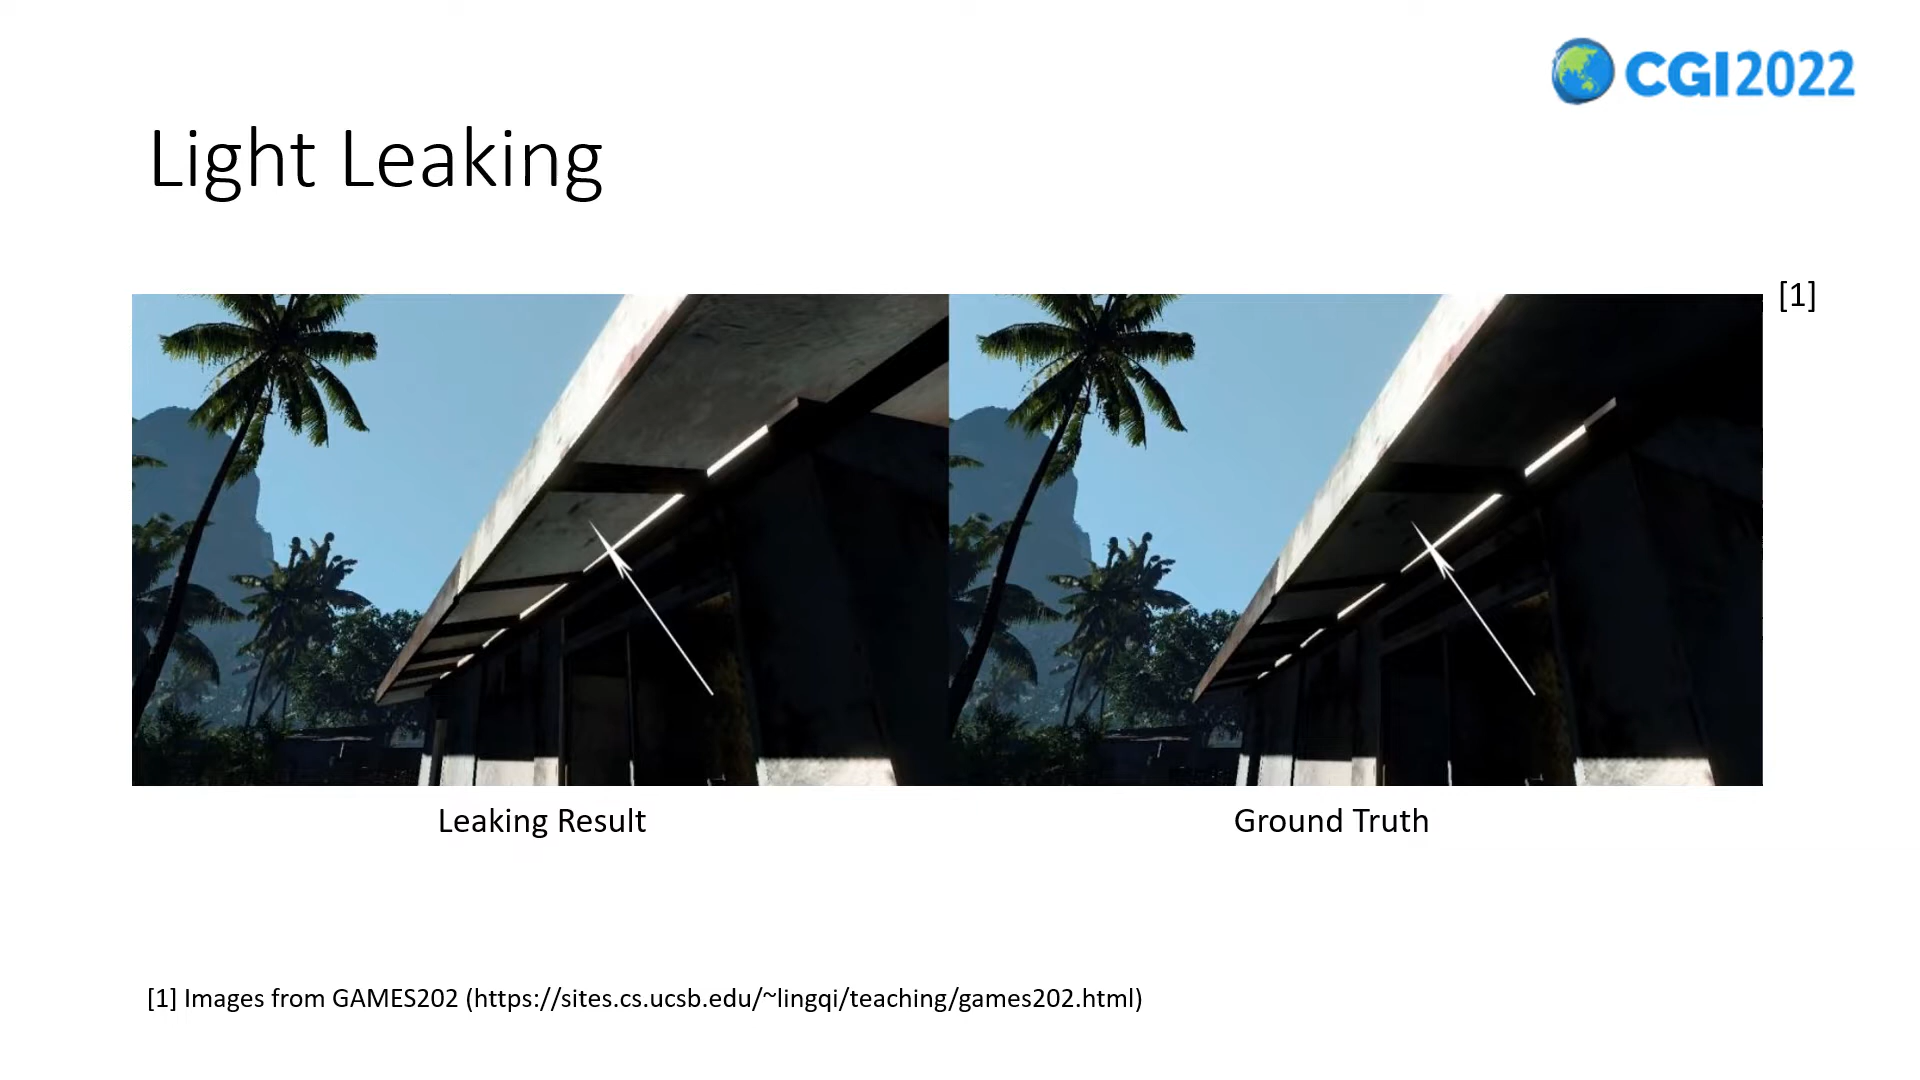 CGI2022
Light Leaking
[1]
Leaking Result
Ground Truth
[1] Images from GAMES202 (https://sites.cs.ucsb.edu/~lingqi/teaching/games202.html)